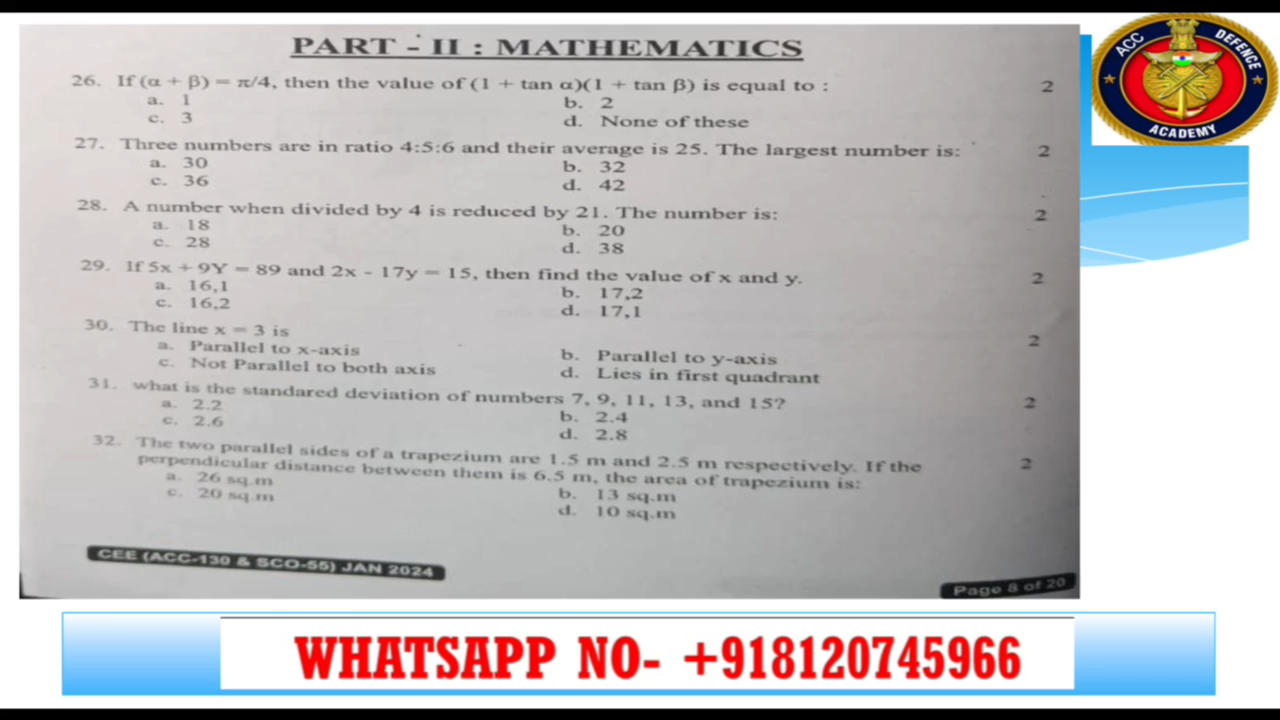 PART - II : MATHEMATICS
26. If (α + β) = π/4, then the value of (1 + tan α)(1 + tan β) is equal to : 2
a. 1 b. 2
c. 3 d. None of these
27. Three numbers are in ratio 4:5:6 and their average is 25. The largest number is: 2
a. 30 b. 32
c. 36 d. 42
28. A number when divided by 4 is reduced by 21. The number is: 2
a. 18 b. 20
c. 28 d. 38
29. If 5x + 9Y = 89 and 2x - 17y = 15, then find the value of x and y. 2
a. 16,1 b. 17,2
c. 16,2 d. 17,1
30. The line x = 3 is 2
a. Parallel to x-axis b. Parallel to y-axis
c. Not Parallel to both axis d. Lies in first quadrant
31. what is the standared deviation of numbers 7, 9, 11, 13, and 15? 2
a. 2.2 b. 2.4
c. 2.6 d. 2.8
32. The two parallel sides of a trapezium are 1.5 m and 2.5 m respectively. If the 2
perpendicular distance between them is 6.5 m, the area of trapezium is:
a. 26 sq.m b. 13 sq.m
c. 20 sq.m d. 10 sq.m
CEE (ACC-130 & SCO-55) JAN 2024
Page 8 of 20
ACC DEFENCE
ACADEMY
WHATSAPP NO- +918120745966